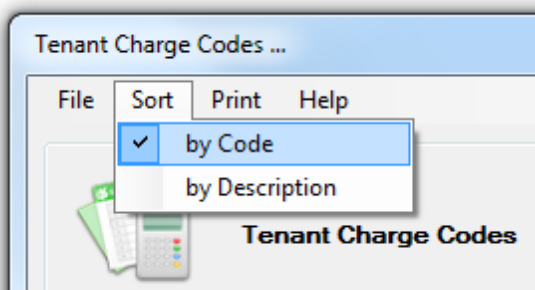 Tenant Charge Codes ...
File Sort Print Help
by Code
by Description
Tenant Charge Codes